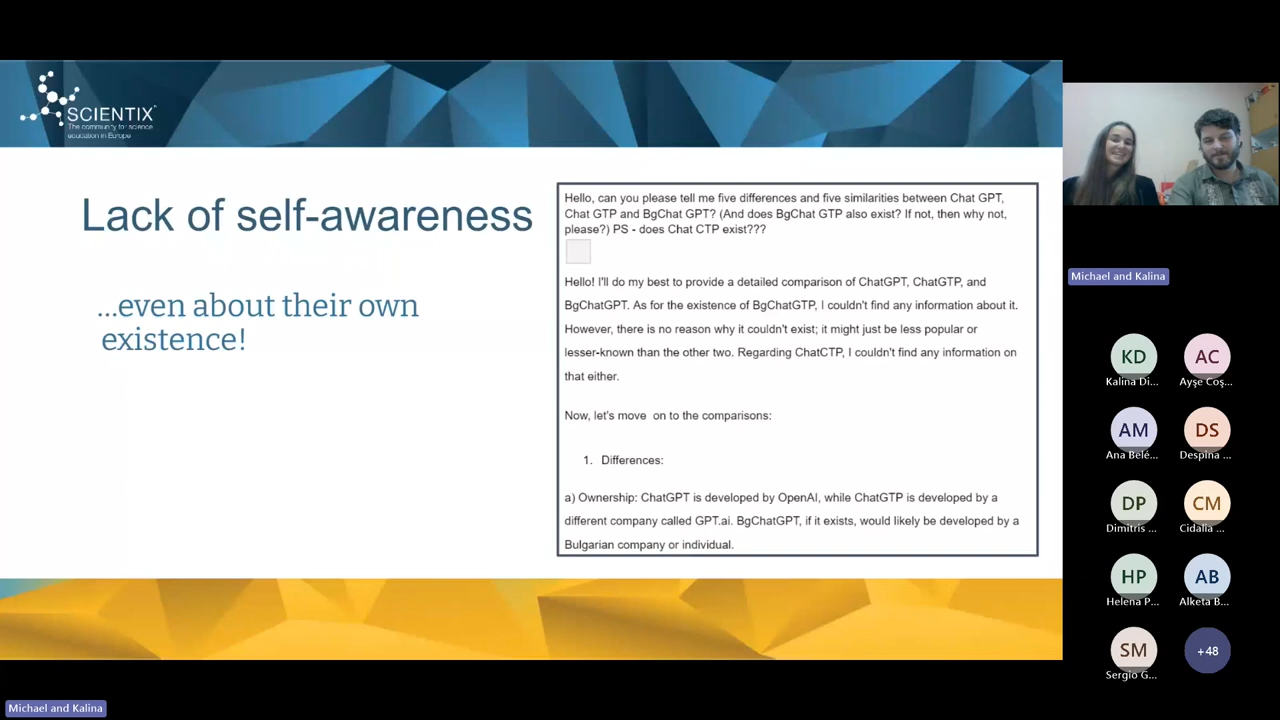 SCIENTIX
The community for science
education in Europe
Lack of self-awareness
...even about their own
existence!
Hello, can you please tell me five differences and five similarities between Chat GPT,
Chat GTP and BgChat GPT? (And does BgChat GTP also exist? If not, then why not,
please?) PS - does Chat CTP exist???
Hello! I'll do my best to provide a detailed comparison of ChatGPT, ChatGTP, and
BgChatGPT. As for the existence of BgChatGTP, I couldn't find any information about it.
However, there is no reason why it couldn't exist; it might just be less popular or
lesser-known than the other two. Regarding ChatCTP, I couldn't find any information on
that either.
Now, let's move on to the comparisons:
1. Differences:
a) Ownership: ChatGPT is developed by OpenAI, while ChatGTP is developed by a
different company called GPT.ai. BgChatGPT, if it exists, would likely be developed by a
Bulgarian company or individual.
Michael and Kalina
KD
Kalina Di...
AC
Ayşe Coş...
AM
Ana Belé...
DS
Despina ...
DP
Dimitris ...
CM
Cidalia ...
HP
Helena P...
AB
Alketa B...
SM
Sergio G...
+48
Michael and Kalina